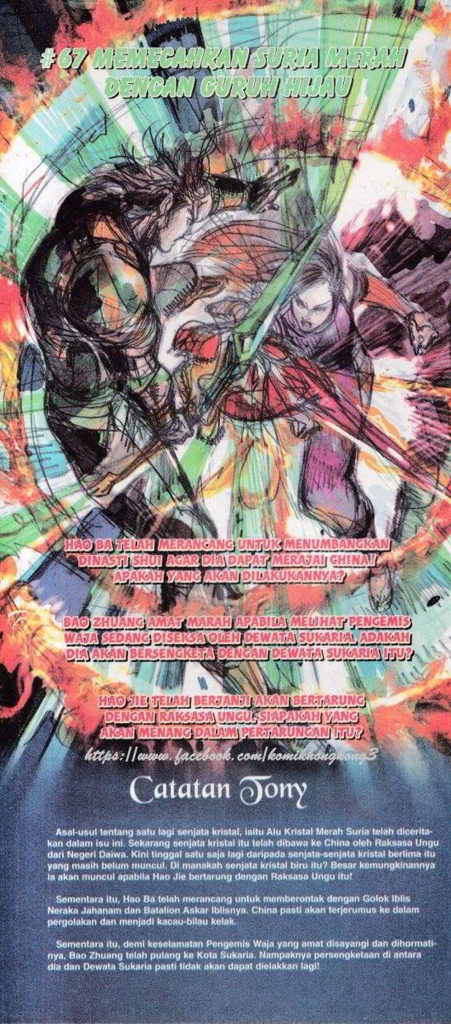 #67 MEMECAHKAN SURIA MERAH
DENGAN GURUH HIJAU
HAO BA TELAH MERANCANG UNTUK MENUMBANGKAN
DINASTI SHUI AGAR DIA DAPAT MERAJAI CHINA!
APAKAH YANG AKAN DILAKUKANNYA?
BAO ZHUANG AMAT MARAH APABILA MELIHAT PENGEMIS
WAJA SEDANG DISEKSA OLEH DEWATA SUKARIA. ADAKAH
DIA AKAN BERSENGKETA DENGAN DEWATA SUKARIA ITU?
HAO JIE TELAH BERJANJI AKAN BERTARUNG
DENGAN RAKSASA UNGU. SIAPAKAH YANG
AKAN MENANG DALAM PERTARUNGAN ITU?
https://www.facebook.com/komikhongkong3
Catatan Tony
Asal-usul tentang satu lagi senjata kristal, iaitu Alu Kristal Merah Suria telah dicerita-
kan dalam isu ini. Sekarang senjata kristal itu telah dibawa ke China oleh Raksasa Ungu
dari Negeri Daiwa. Kini tinggal satu saja lagi daripada senjata-senjata kristal berlima itu
yang masih belum muncul. Di manakah senjata kristal biru itu? Besar kemungkinannya
ia akan muncul apabila Hao Jie bertarung dengan Raksasa Ungu itu!
Sementara itu, Hao Ba telah merancang untuk memberontak dengan Golok Iblis
Neraka Jahanam dan Batalion Askar Iblisnya. China pasti akan terjerumus ke dalam
pergolakan dan menjadi kacau-bilau kelak.
Sementara itu, demi keselamatan Pengemis Waja yang amat disayangi dan dihormati-
nya, Bao Zhuang telah pulang ke Kota Sukaria. Nampaknya persengketaan di antara
dia dan Dewata Sukaria pasti tidak akan dapat dielakkan lagi!